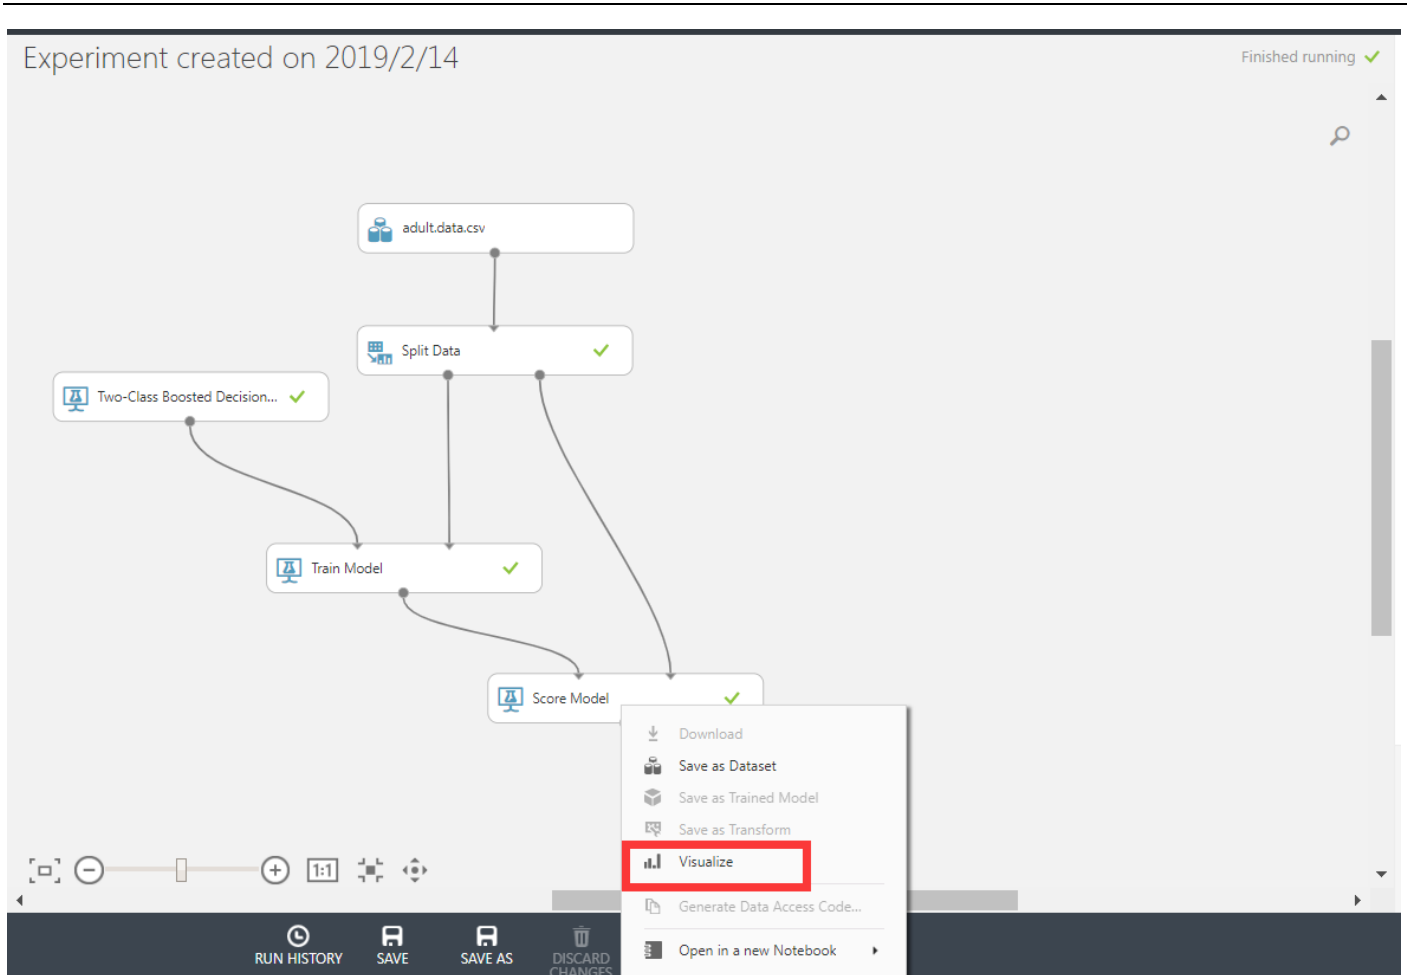 Experiment created on 2019/2/14
Finished running
adult.data.csv
Split Data
Two-Class Boosted Decision...
Train Model
Score Model
Download
Save as Dataset
Save as Trained Model
Save as Transform
Visualize
1:1
Generate Data Access Code...
Open in a new Notebook
RUN HISTORY
SAVE
SAVE AS
DISCARD
CHANGES